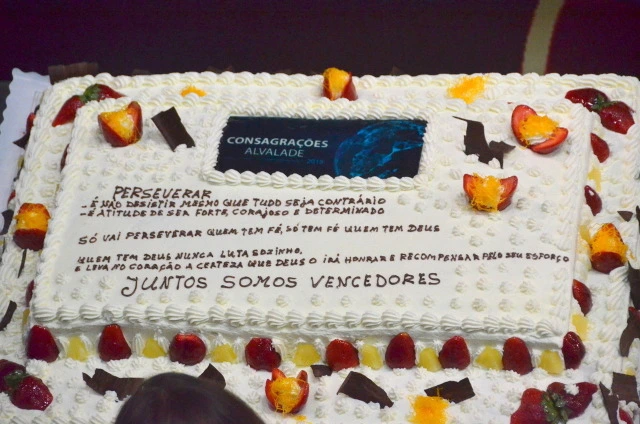 CONSAGRAÇÕES
ALVALADE
2016
PERSEVERAR
- É NÃO DESISTIR MESMO QUE TUDO SEJA CONTRÁRIO
- É ATITUDE DE SER FORTE, CORAJOSO E DETERMINADO
SÓ VAI PERSEVERAR QUEM TEM FÉ, SÓ TEM FÉ QUEM TEM DEUS
QUEM TEM DEUS NUNCA LUTA SOZINHO,
E LEVA NO CORAÇÃO A CERTEZA QUE DEUS O IRÁ HONRAR E RECOMPENSAR PELO SEU ESFORÇO
JUNTOS SOMOS VENCEDORES